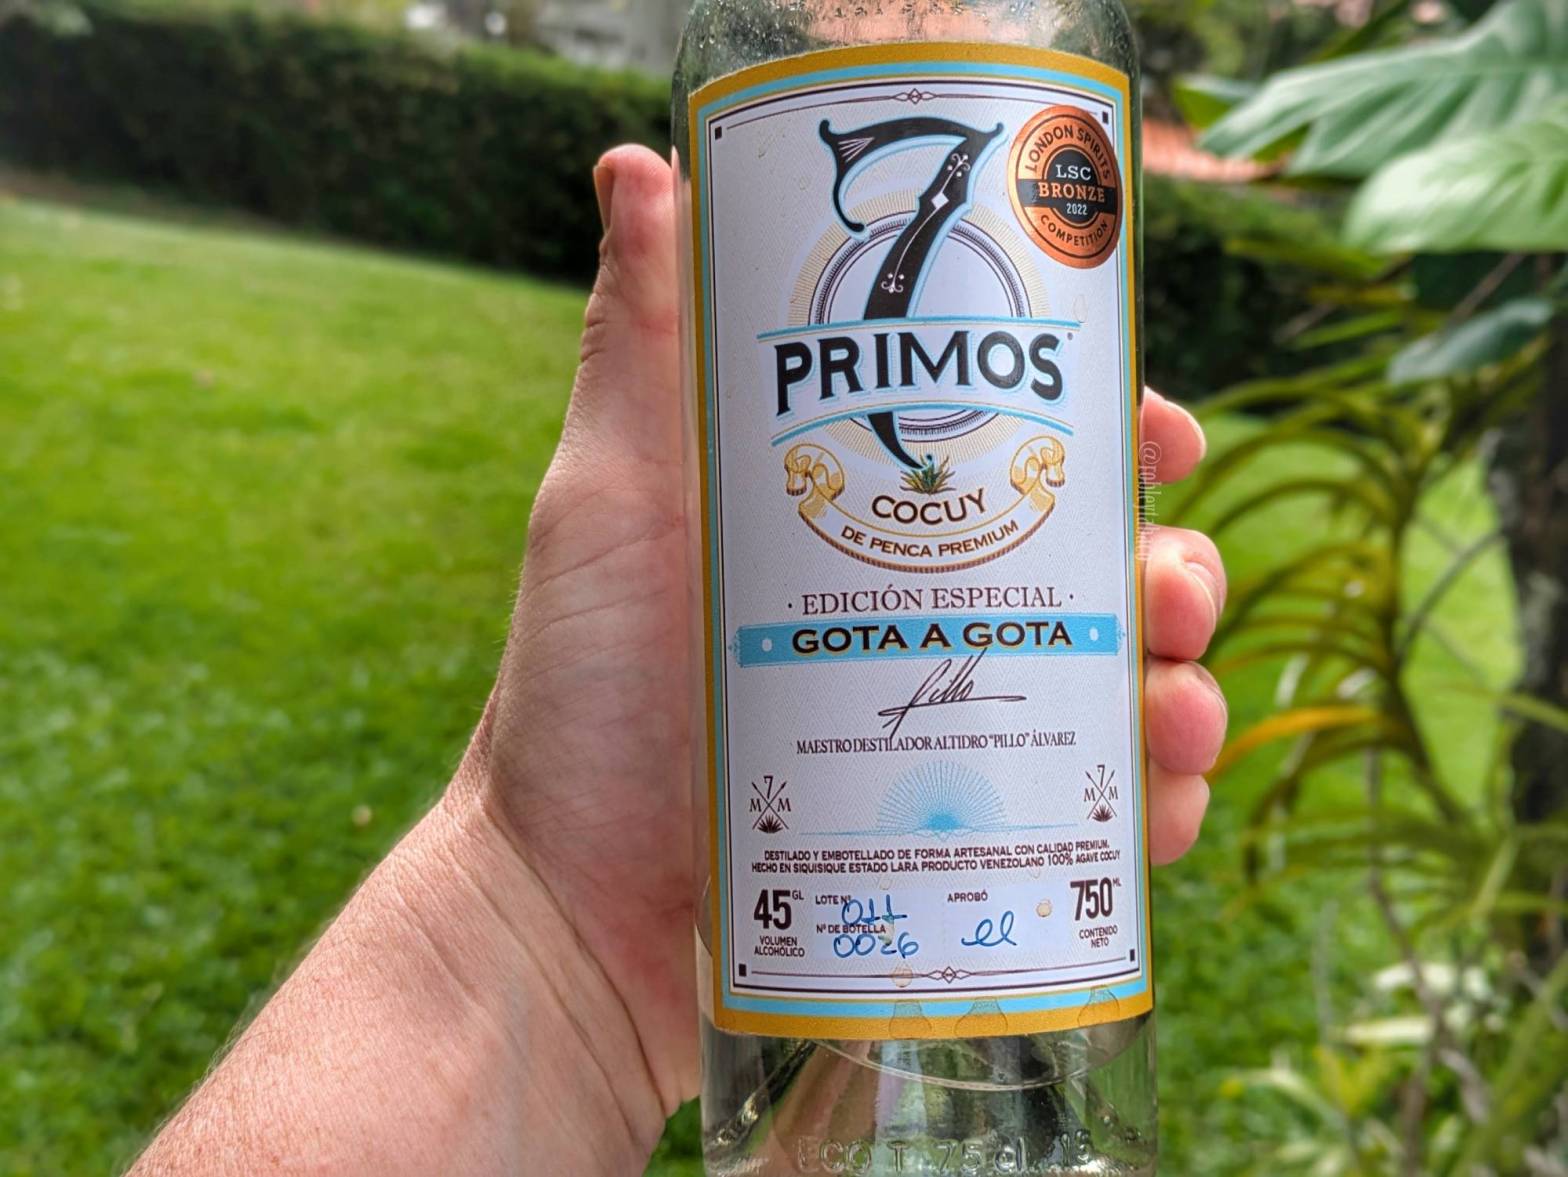 7
LONDON SPIRITS
LSC
BRONZE
2022
COMPETITION
PRIMOS®
COCUY
DE PENCA PREMIUM
· EDICIÓN ESPECIAL ·
GOTA A GOTA
Pillo
MAESTRO DESTILADOR ALTIDRO "PILLO" ÁLVAREZ
7
M M
7
M M
DESTILADO Y EMBOTELLADO DE FORMA ARTESANAL CON CALIDAD PREMIUM,
HECHO EN SIQUISIQUE ESTADO LARA PRODUCTO VENEZOLANO 100% AGAVE COCUY
45 GL
VOLUMEN
ALCOHÓLICO
LOTE Nº
011
Nº DE BOTELLA
0026
APROBÓ
750 ML
CONTENIDO
NETO
75 cl